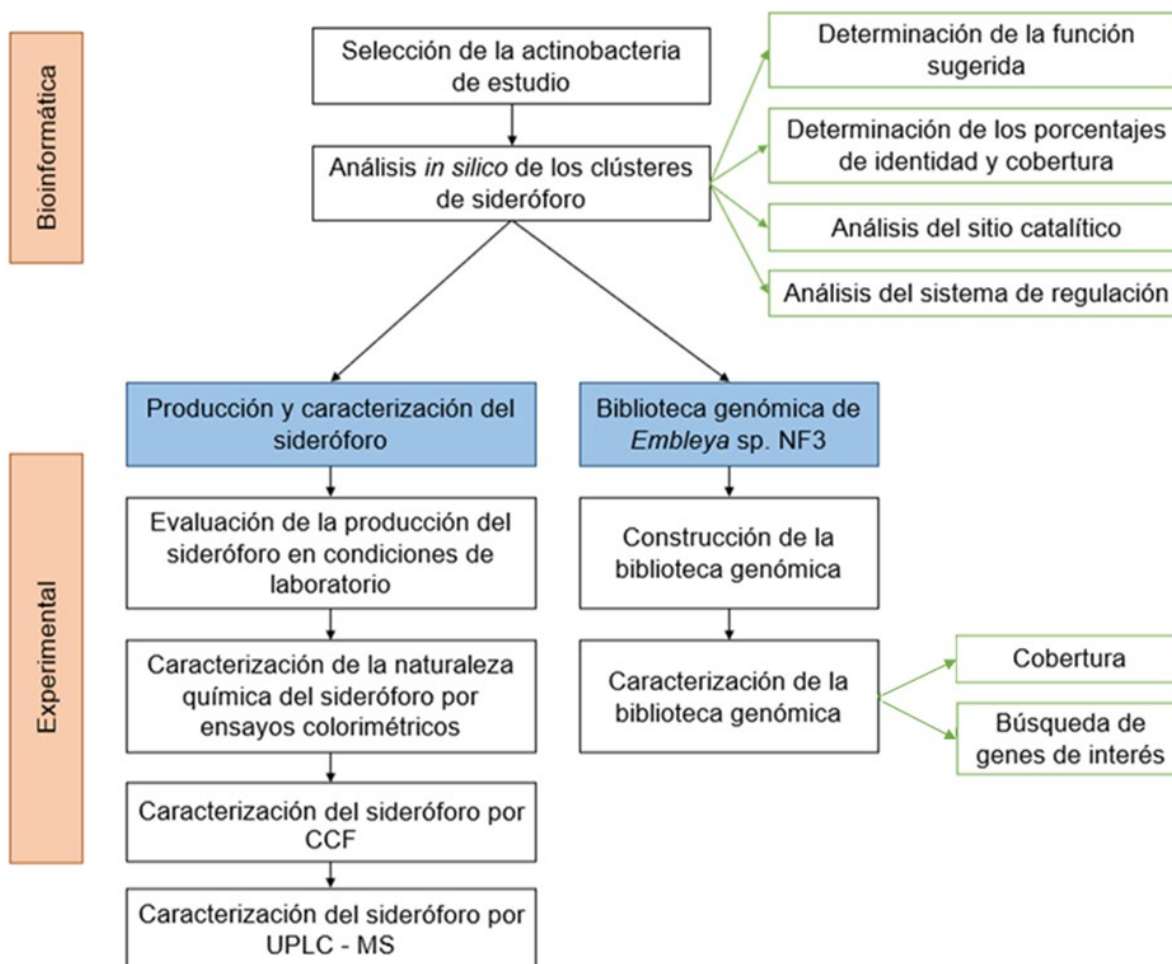 Bioinformática
Selección de la actinobacteria
de estudio
Análisis in silico de los clústeres
de sideróforo
Determinación de la función
sugerida
Determinación de los porcentajes
de identidad y cobertura
Análisis del sitio catalítico
Análisis del sistema de regulación
Experimental
Producción y caracterización del
sideróforo
Evaluación de la producción del
sideróforo en condiciones de
laboratorio
Caracterización de la naturaleza
química del sideróforo por
ensayos colorimétricos
Caracterización del sideróforo por
CCF
Caracterización del sideróforo por
UPLC - MS
Biblioteca genómica de
Embleya sp. NF3
Construcción de la
biblioteca genómica
Caracterización de la
biblioteca genómica
Cobertura
Búsqueda de
genes de interés